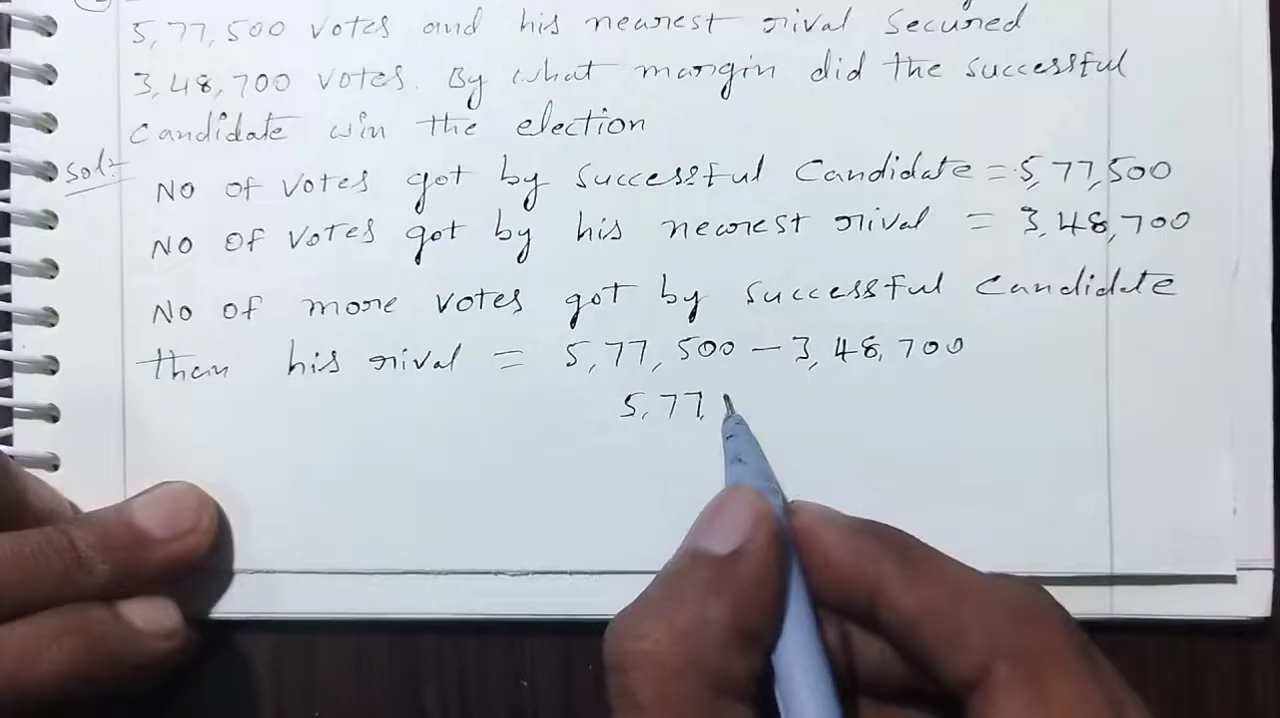 5,77,500 votes and his nearest rival secured
3,48,700 votes. By what margin did the successful
Candidate win the election
Sol:-
No of votes got by successful Candidate = 5,77,500
No of votes got by his nearest rival = 3,48,700
No of more votes got by successful Candidate
than his rival = 5,77,500 - 3,48,700
5,77,